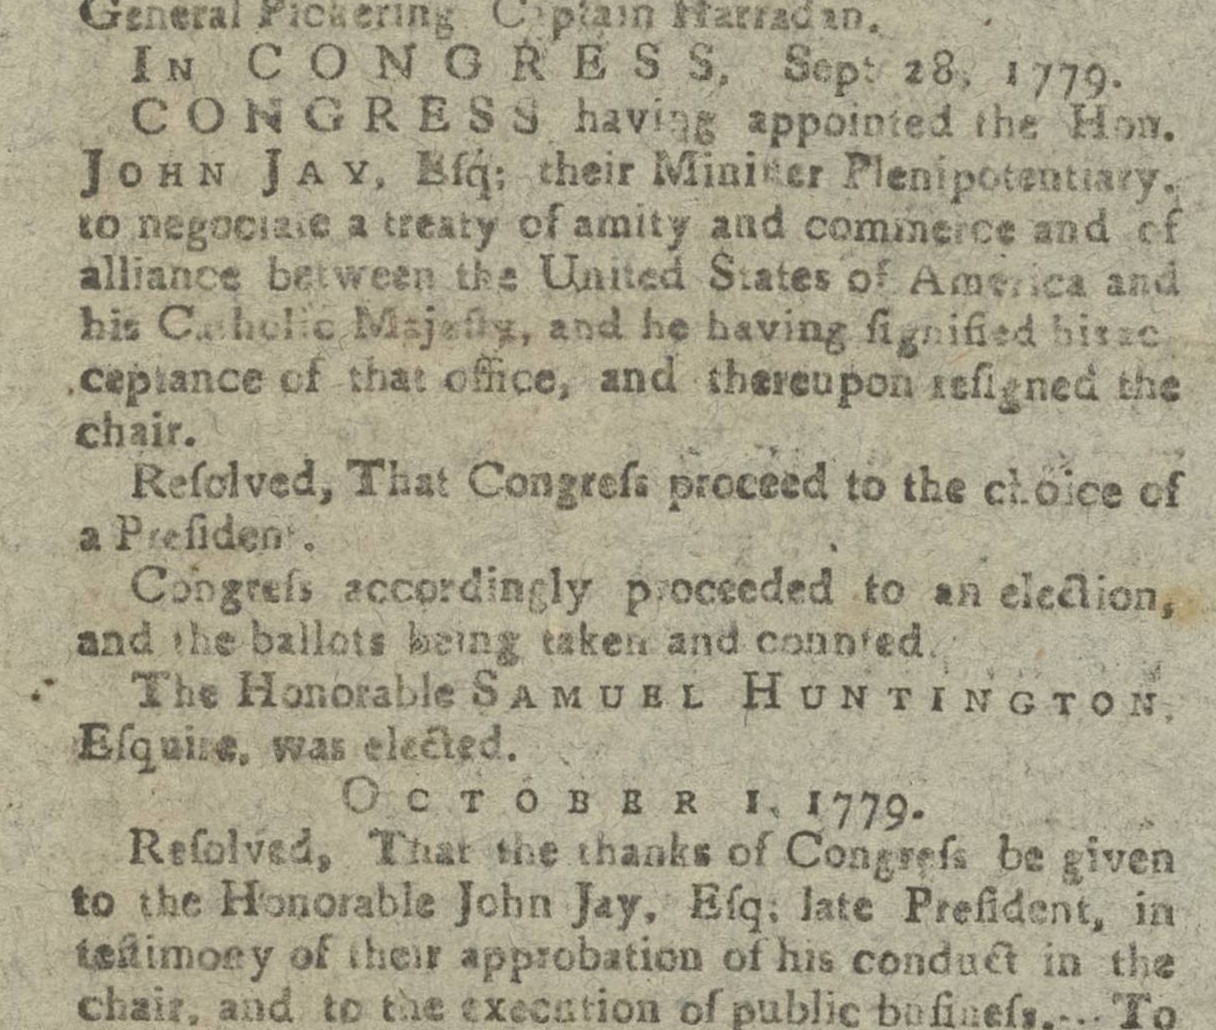 General Pickering Captain Harradan.
IN CONGRESS, Sept 28, 1779.
CONGRESS having appointed the Hon.
JOHN JAY, Eſq; their Miniſter Plenipotentiary,
to negociate a treaty of amity and commerce and of
alliance between the United States of America and
his Catholic Majeſty, and he having ſignified his ac
ceptance of that office, and thereupon reſigned the
chair.
Reſolved, That Congreſs proceed to the choice of
a Preſident.
Congreſs accordingly proceeded to an election,
and the ballots being taken and connted.
The Honorable SAMUEL HUNTINGTON,
Eſquire, was elected.
OCTOBER 1, 1779.
Reſolved, That the thanks of Congreſs be given
to the Honorable John Jay, Eſq; late Preſident, in
teſtimony of their approbation of his conduct in the
chair, and to the execution of public buſineſs.--- To